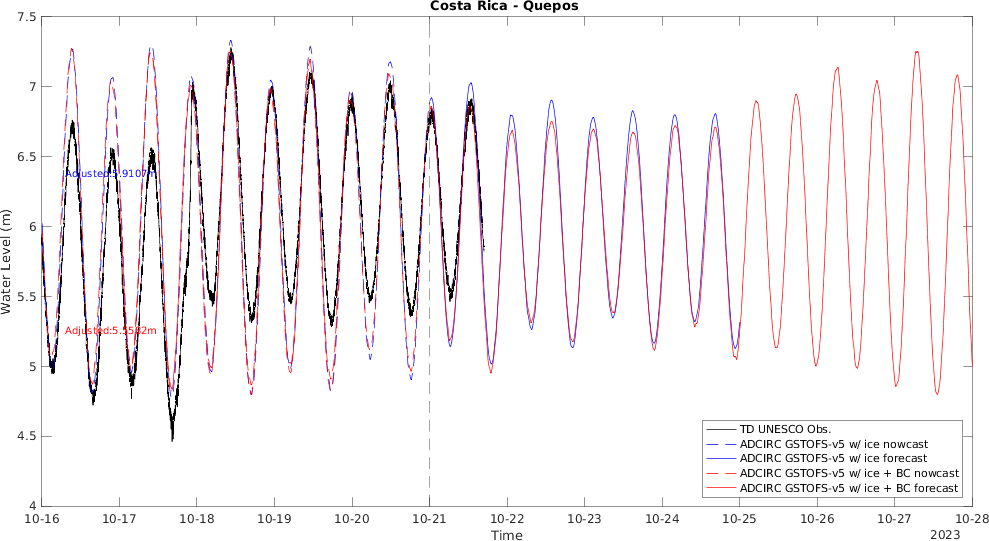 Costa Rica - Quepos
7.5
7
6.5
6
5.5
5
4.5
4
Water Level (m)
Adjusted:5.9107m
Adjusted:5.5582m
TD UNESCO Obs.
ADCIRC GSTOFS-v5 w/ ice nowcast
ADCIRC GSTOFS-v5 w/ ice forecast
ADCIRC GSTOFS-v5 w/ ice + BC nowcast
ADCIRC GSTOFS-v5 w/ ice + BC forecast
10-16 10-17 10-18 10-19 10-20 10-21 10-22 10-23 10-24 10-25 10-26 10-27 10-28
Time
2023